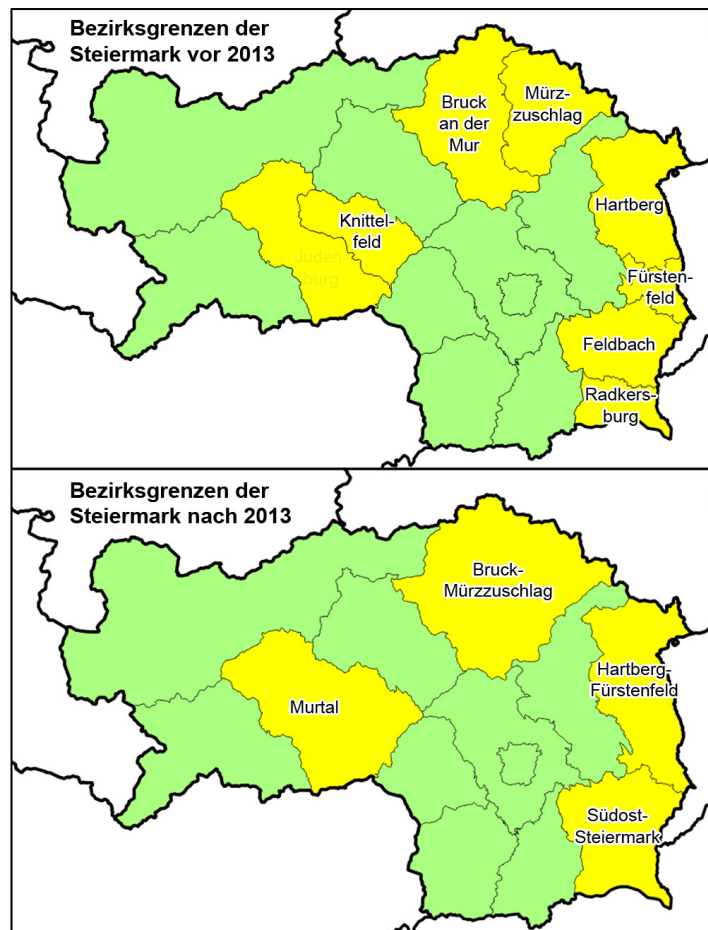 Bezirksgrenzen der
Steiermark vor 2013
Bruck
an der
Mur
Mürz-
zuschlag
Hartberg
Knittel-
feld
Juden-
burg
Fürsten-
feld
Feldbach
Radkers-
burg
Bezirksgrenzen der
Steiermark nach 2013
Bruck-
Mürzzuschlag
Hartberg-
Fürstenfeld
Murtal
Südost-
Steiermark